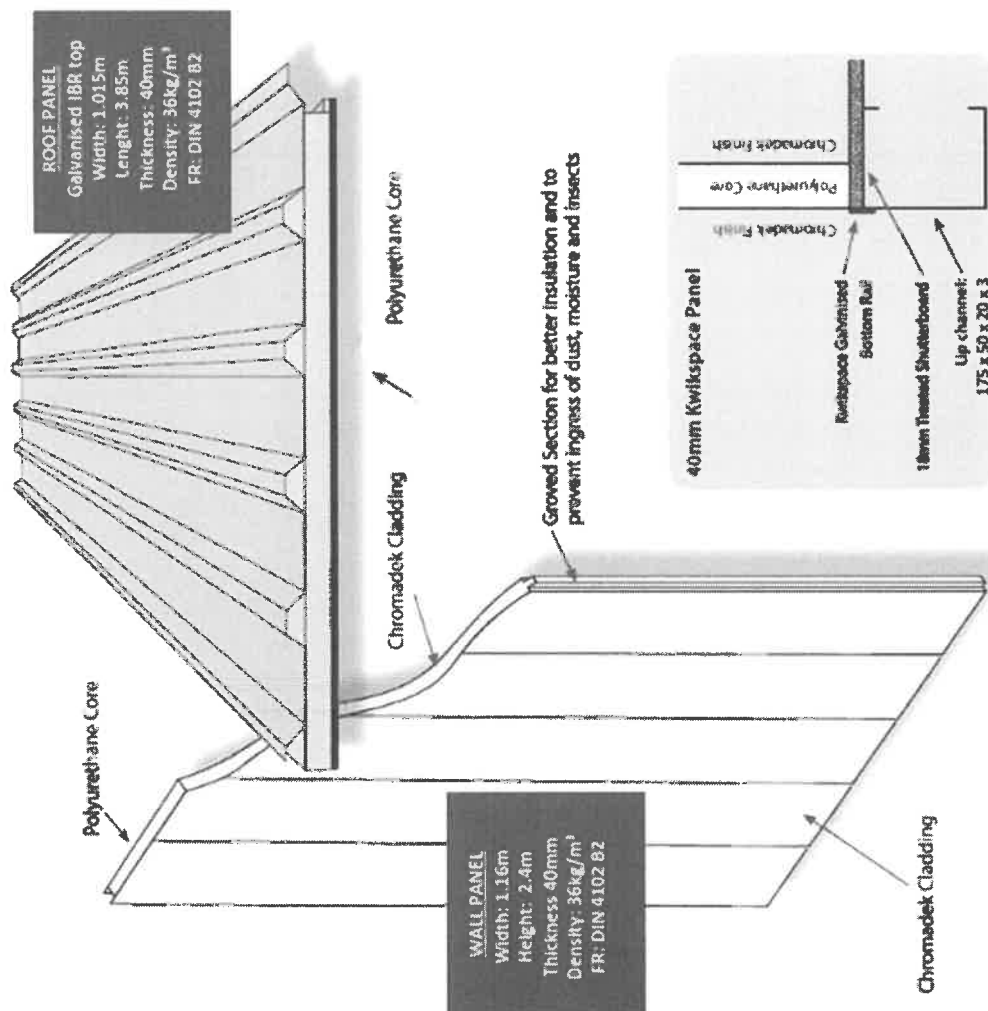 ROOF PANEL
Galvanised IBR top
Width: 1.015m
Lenght: 3.85m
Thickness: 40mm
Density: 36kg/m³
FR: DIN 4102 B2
Polyurethane Core
Chromadek Cladding
Polyurethane Core
WALL PANEL
Width: 1.16m
Height: 2.4m
Thickness 40mm
Density: 36kg/m³
FR: DIN 4102 B2
Chromadek Cladding
Groved Section for better insulation and to
prevent ingress of dust, moisture and insects
40mm Kwikspace Panel
Chromadek Finish
Polyurethane Core
Chromadek Finish
Kwikspace Galvinised
Bottom Rail
18mm Treated Shutterboard
Lip channel:
175 x 50 x 20 x 3